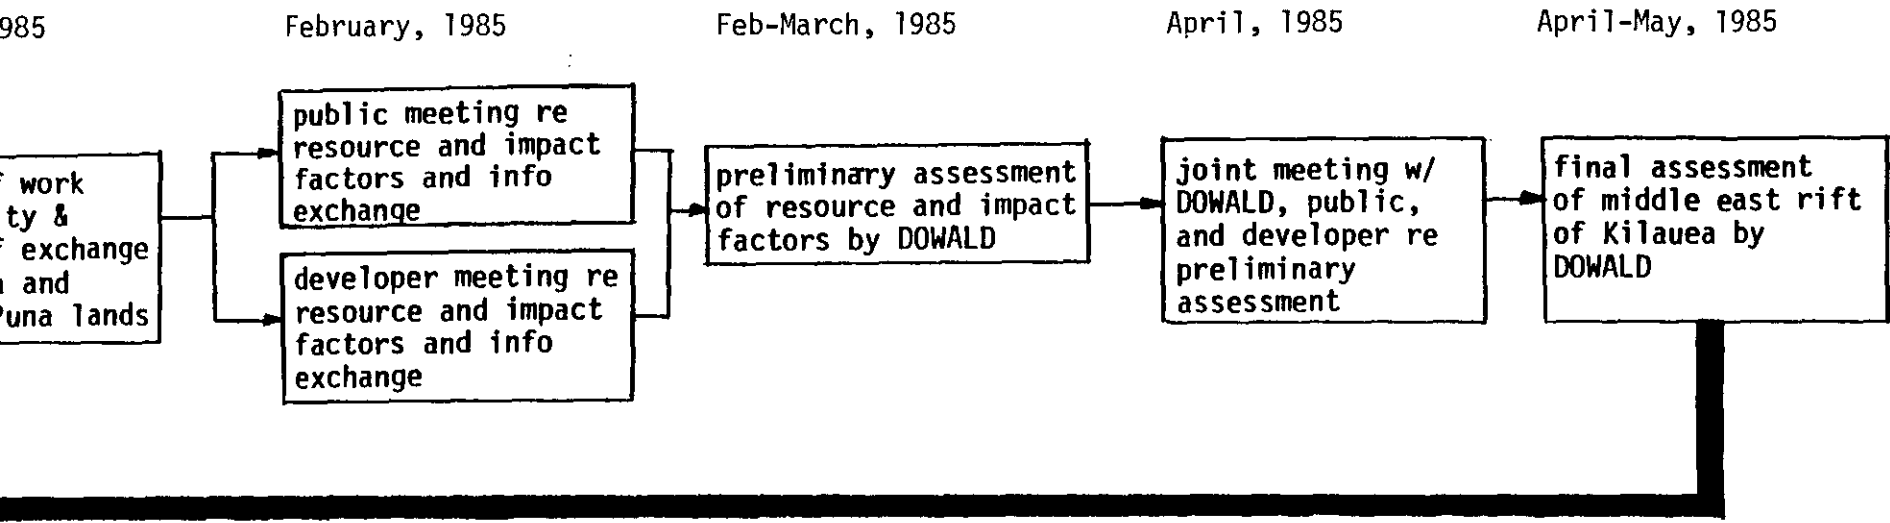 985
February, 1985
Feb-March, 1985
April, 1985
April-May, 1985
work
ty &
exchange
and
Puna lands
public meeting re
resource and impact
factors and info
exchange
developer meeting re
resource and impact
factors and info
exchange
preliminary assessment
of resource and impact
factors by DOWALD
joint meeting w/
DOWALD, public,
and developer re
preliminary
assessment
final assessment
of middle east rift
of Kilauea by
DOWALD